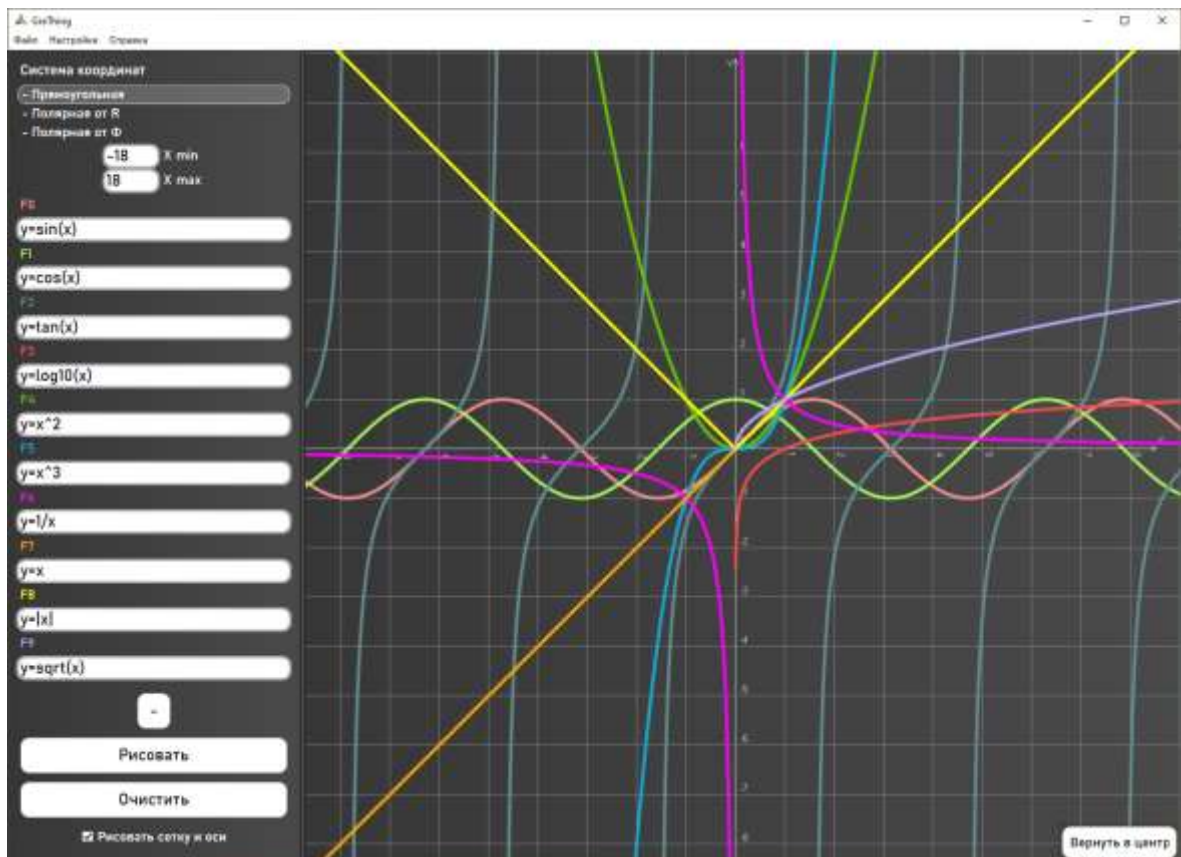 Файл Настройки Справка
Система координат
- Прямоугольная
- Полярная от R
- Полярная от Ф
-18 X min
18 X max
F0
y=sin(x)
F1
y=cos(x)
F2
y=tan(x)
F3
y=log10(x)
F4
y=x^2
F5
y=x^3
F6
y=1/x
F7
y=x
F8
y=|x|
F9
y=sqrt(x)
-
Рисовать
Очистить
Рисовать сетку и оси
Вернуть в центр